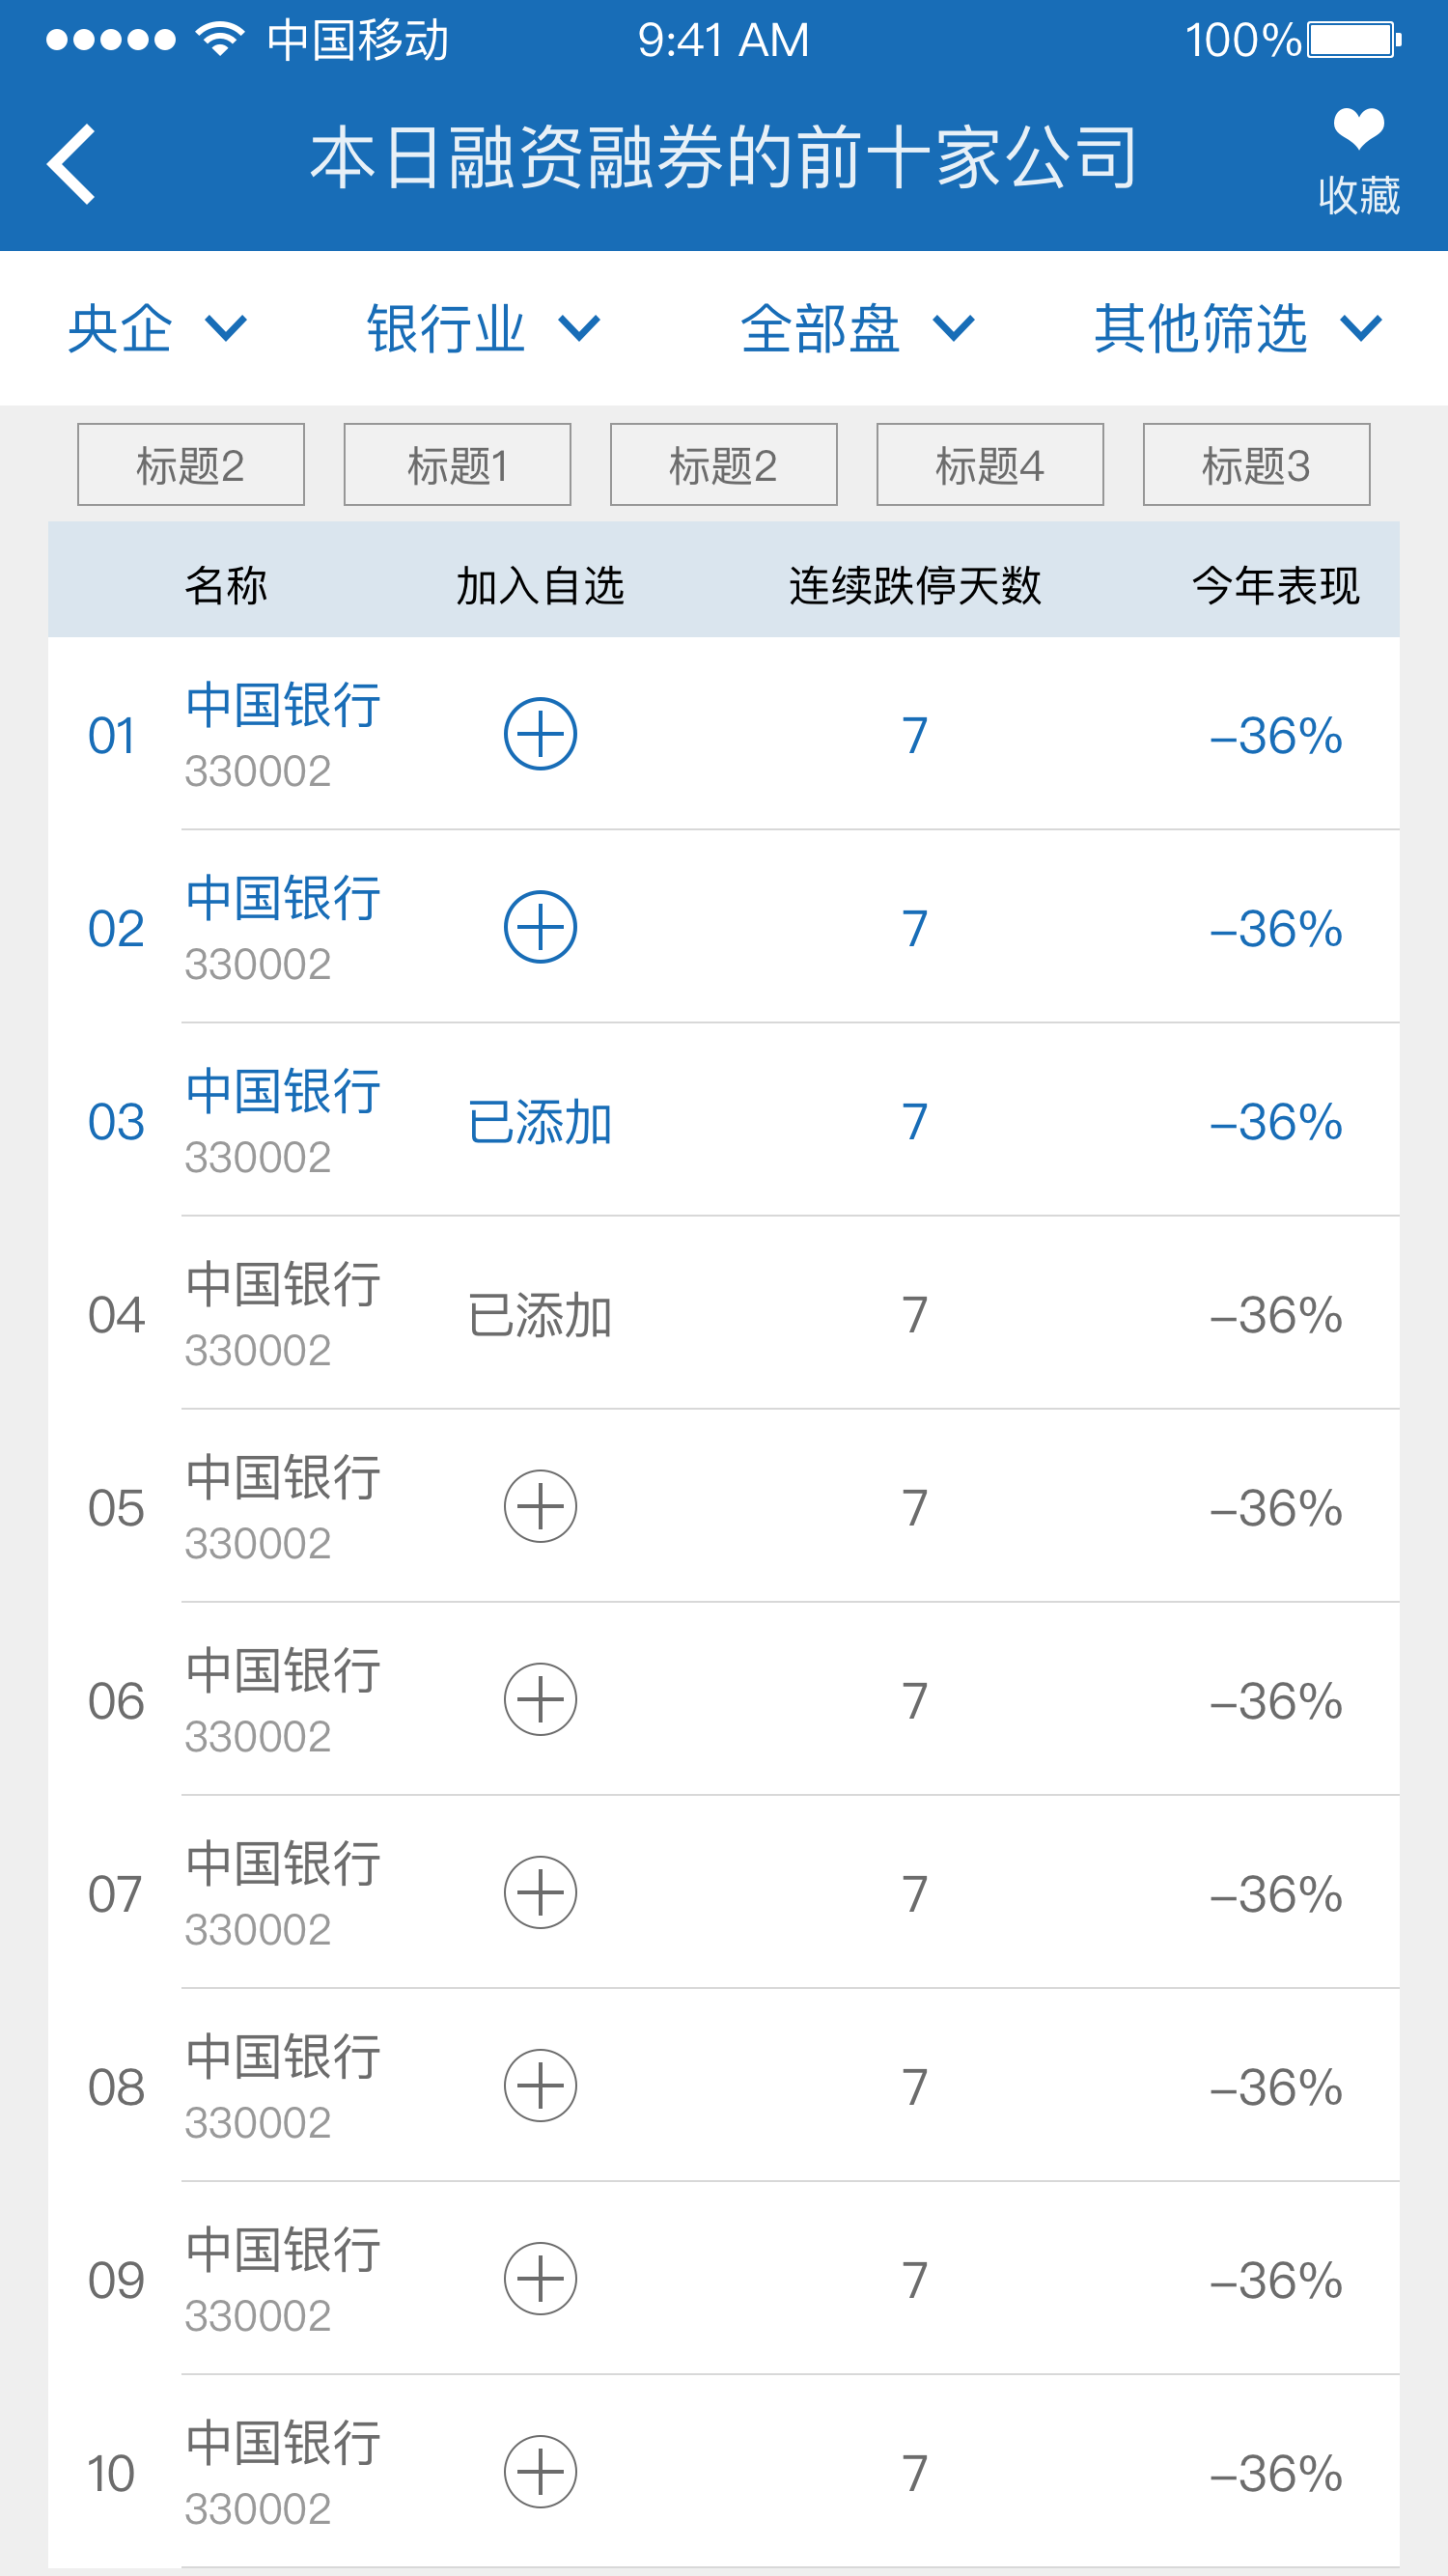 中国移动 9:41 AM 100%
本日融资融券的前十家公司
收藏
央企 银行业 全部盘 其他筛选
标题2 标题1 标题2 标题4 标题3
名称 加入自选 连续跌停天数 今年表现
01 中国银行 7 –36%
330002
02 中国银行 7 –36%
330002
03 中国银行 已添加 7 –36%
330002
04 中国银行 已添加 7 –36%
330002
05 中国银行 7 –36%
330002
06 中国银行 7 –36%
330002
07 中国银行 7 –36%
330002
08 中国银行 7 –36%
330002
09 中国银行 7 –36%
330002
10 中国银行 7 –36%
330002